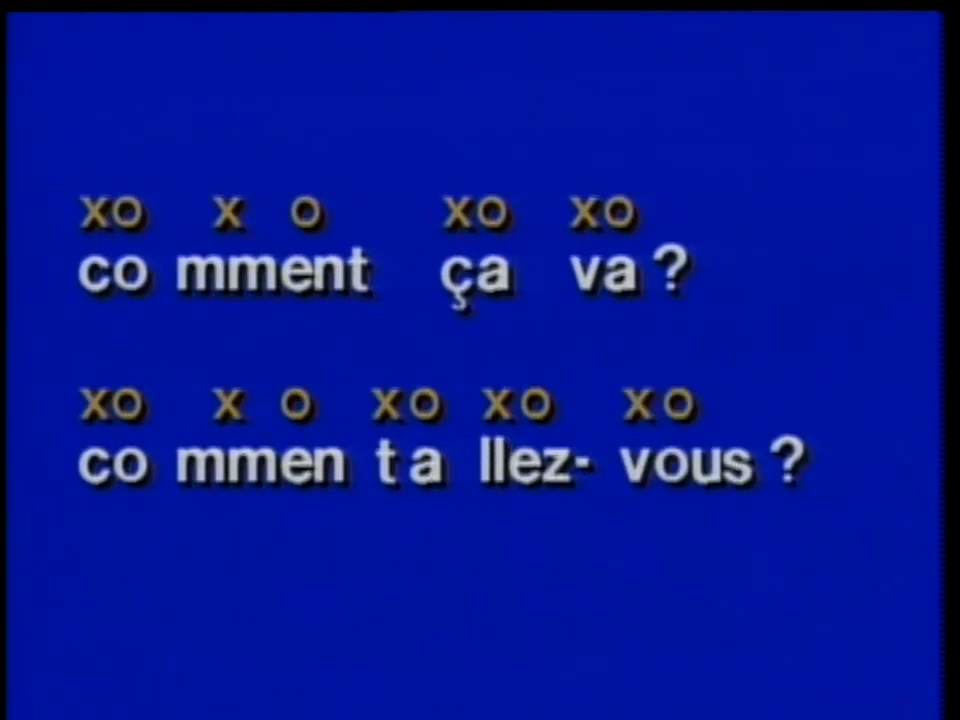 xo x o xo xo
co mment ça va ?
xo x o xo xo xo
co mmen t a llez- vous ?